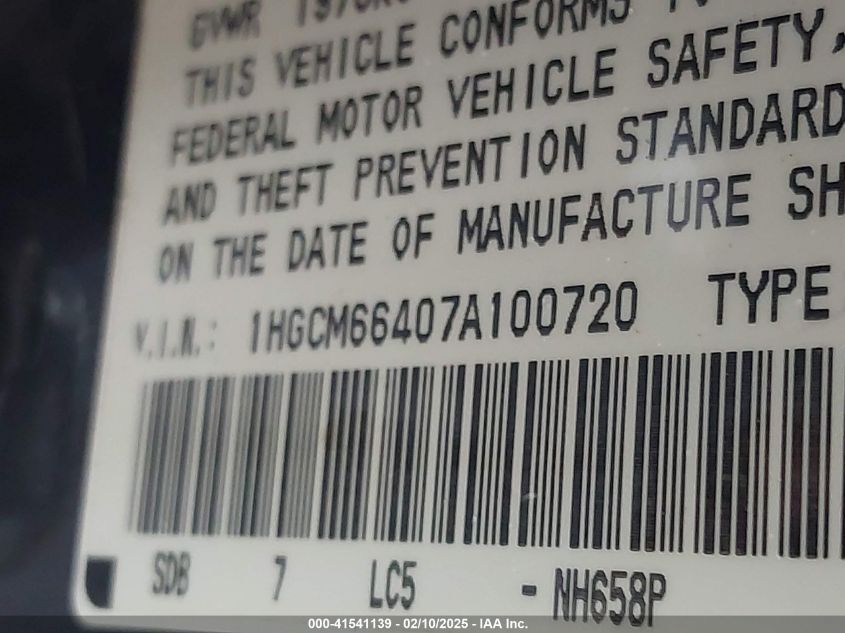 GVWR
THIS VEHICLE CONFORMS
FEDERAL MOTOR VEHICLE SAFETY,
AND THEFT PREVENTION STANDARD
ON THE DATE OF MANUFACTURE SH
V.I.N.: 1HGCM66407A100720 TYPE
SDB 7 LC5 - NH658P
000-41541139 - 02/10/2025 - IAA Inc.